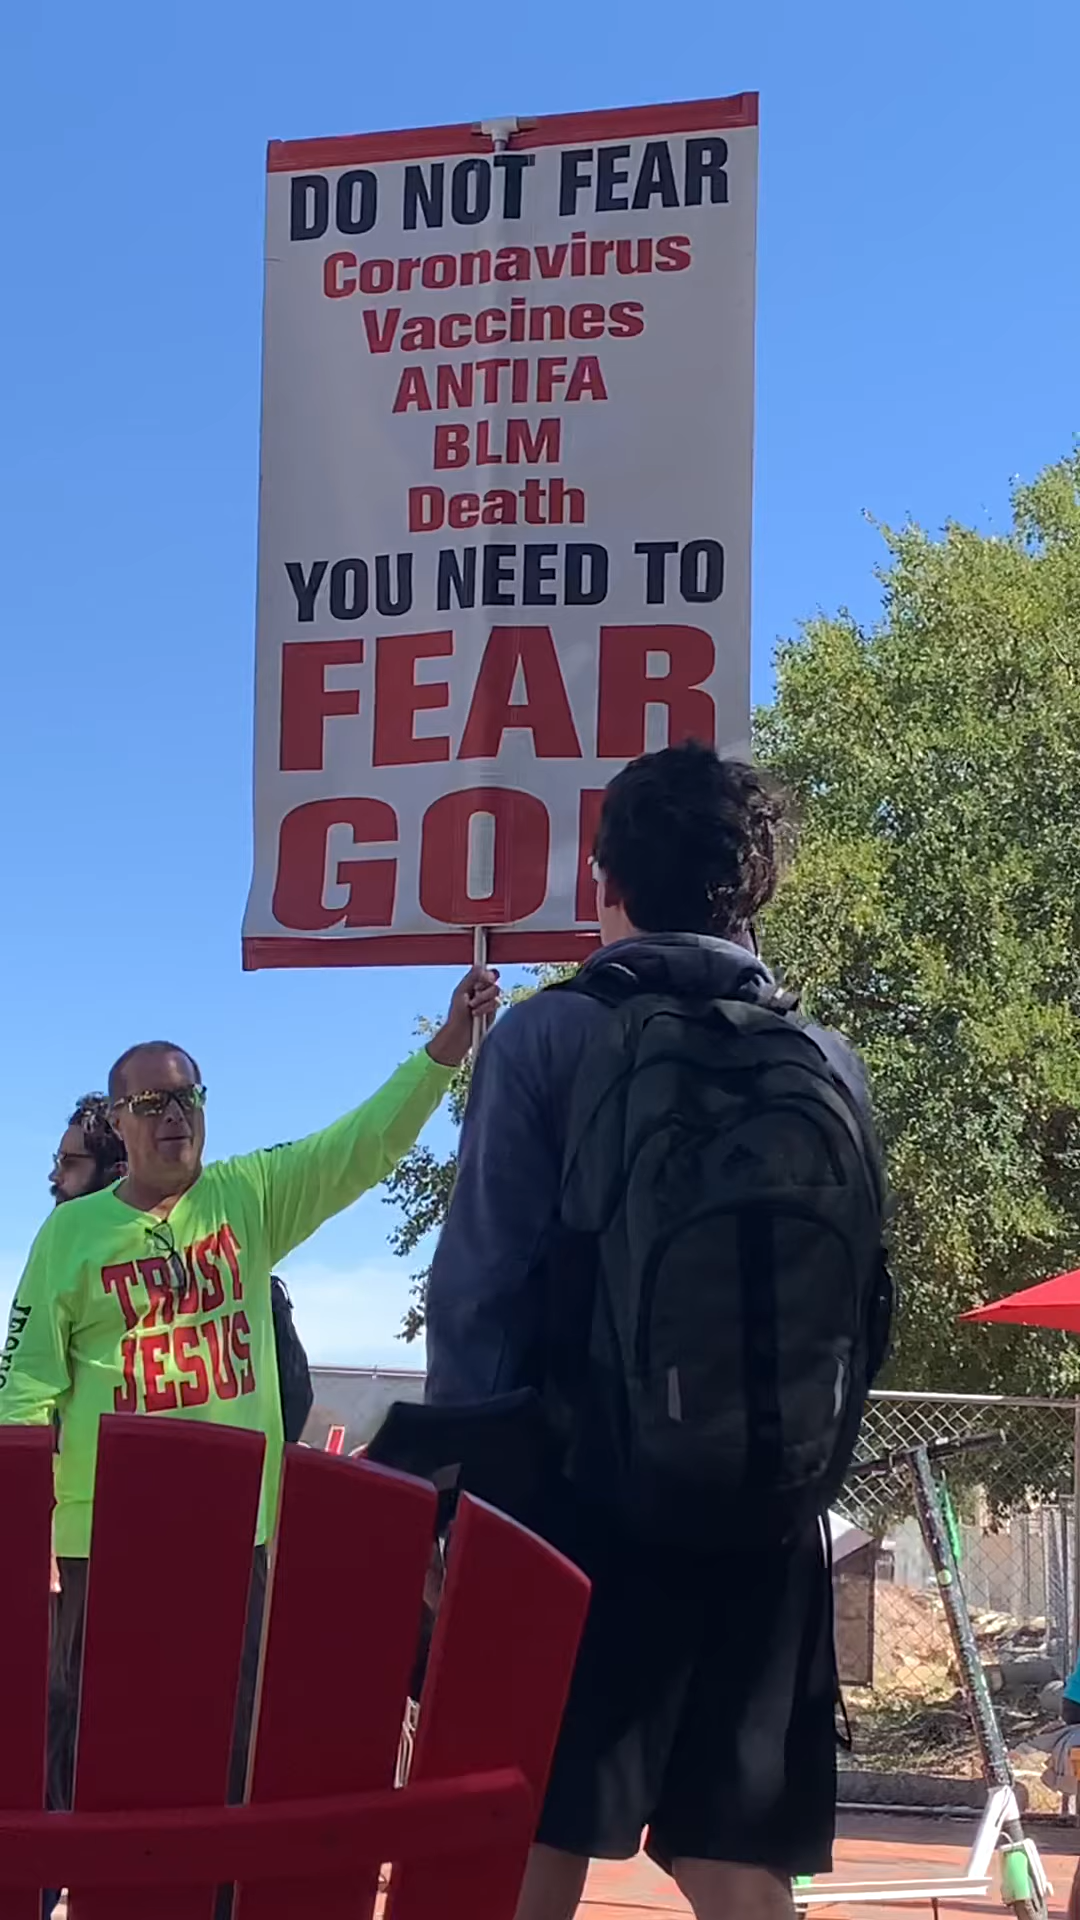 DO NOT FEAR
Coronavirus
Vaccines
ANTIFA
BLM
Death
YOU NEED TO
FEAR
GO
TRUST
JESUS